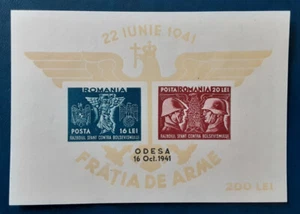 22 IUNIE 1941
ROMANIA
POSTA 16 LEI
RAZBOIUL SFANT CONTRA BOLSEVISMULUI
POSTA ROMANIA 20 LEI
RAZBOIUL SFANT CONTRA BOLSEVISMULUI
ODESA
16 Oct. 1941
FRĂȚIA DE ARME
200 LEI